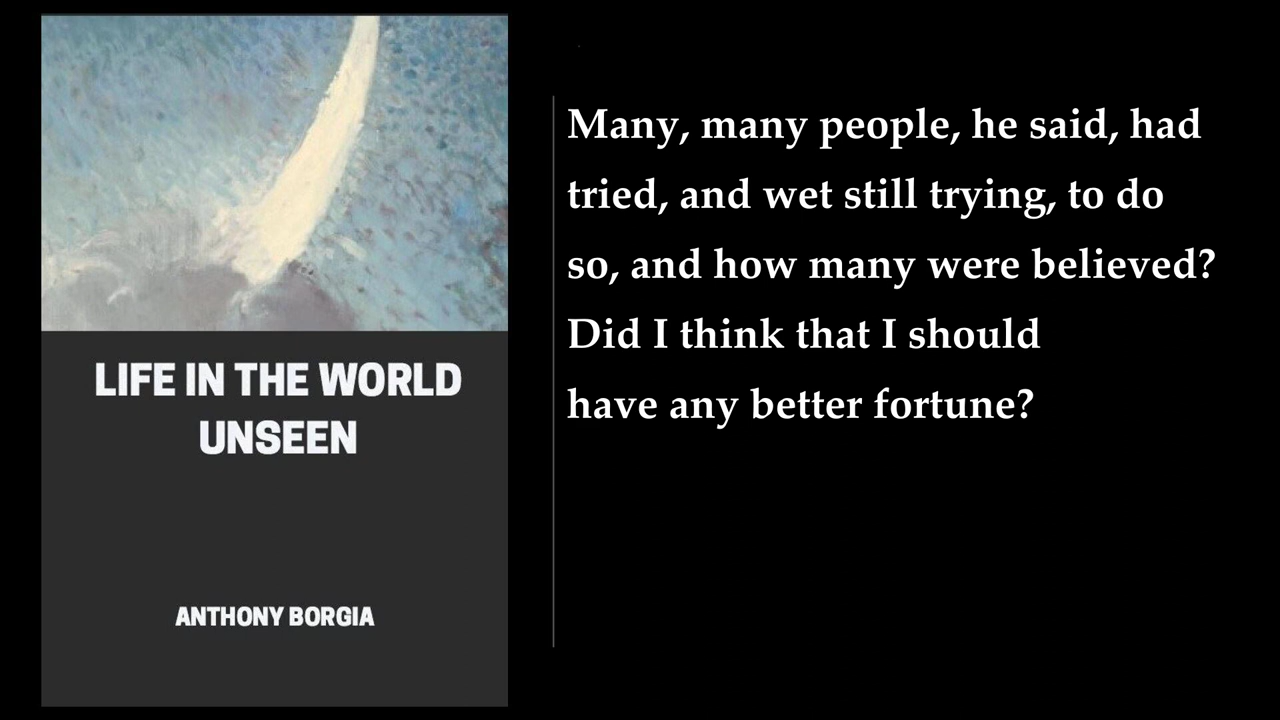 LIFE IN THE WORLD
UNSEEN
ANTHONY BORGIA
Many, many people, he said, had
tried, and wet still trying, to do
so, and how many were believed?
Did I think that I should
have any better fortune?